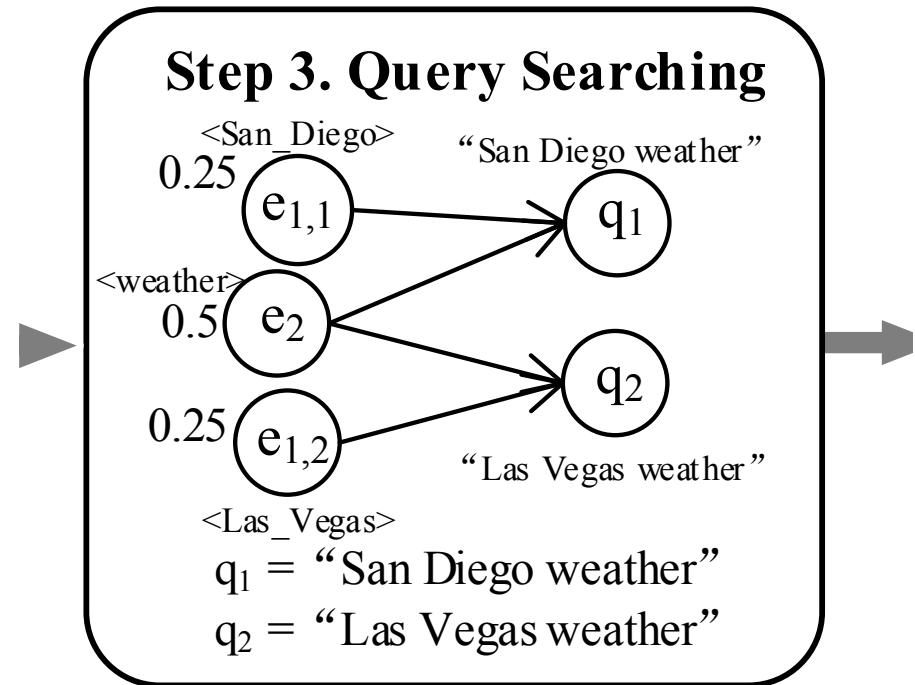 Step 3. Query Searching
<San_Diego>
“San Diego weather”
0.25
e1,1
q1
<weather>
0.5
e2
q2
0.25
e1,2
“Las Vegas weather”
<Las_Vegas>
q1 = “San Diego weather”
q2 = “Las Vegas weather”